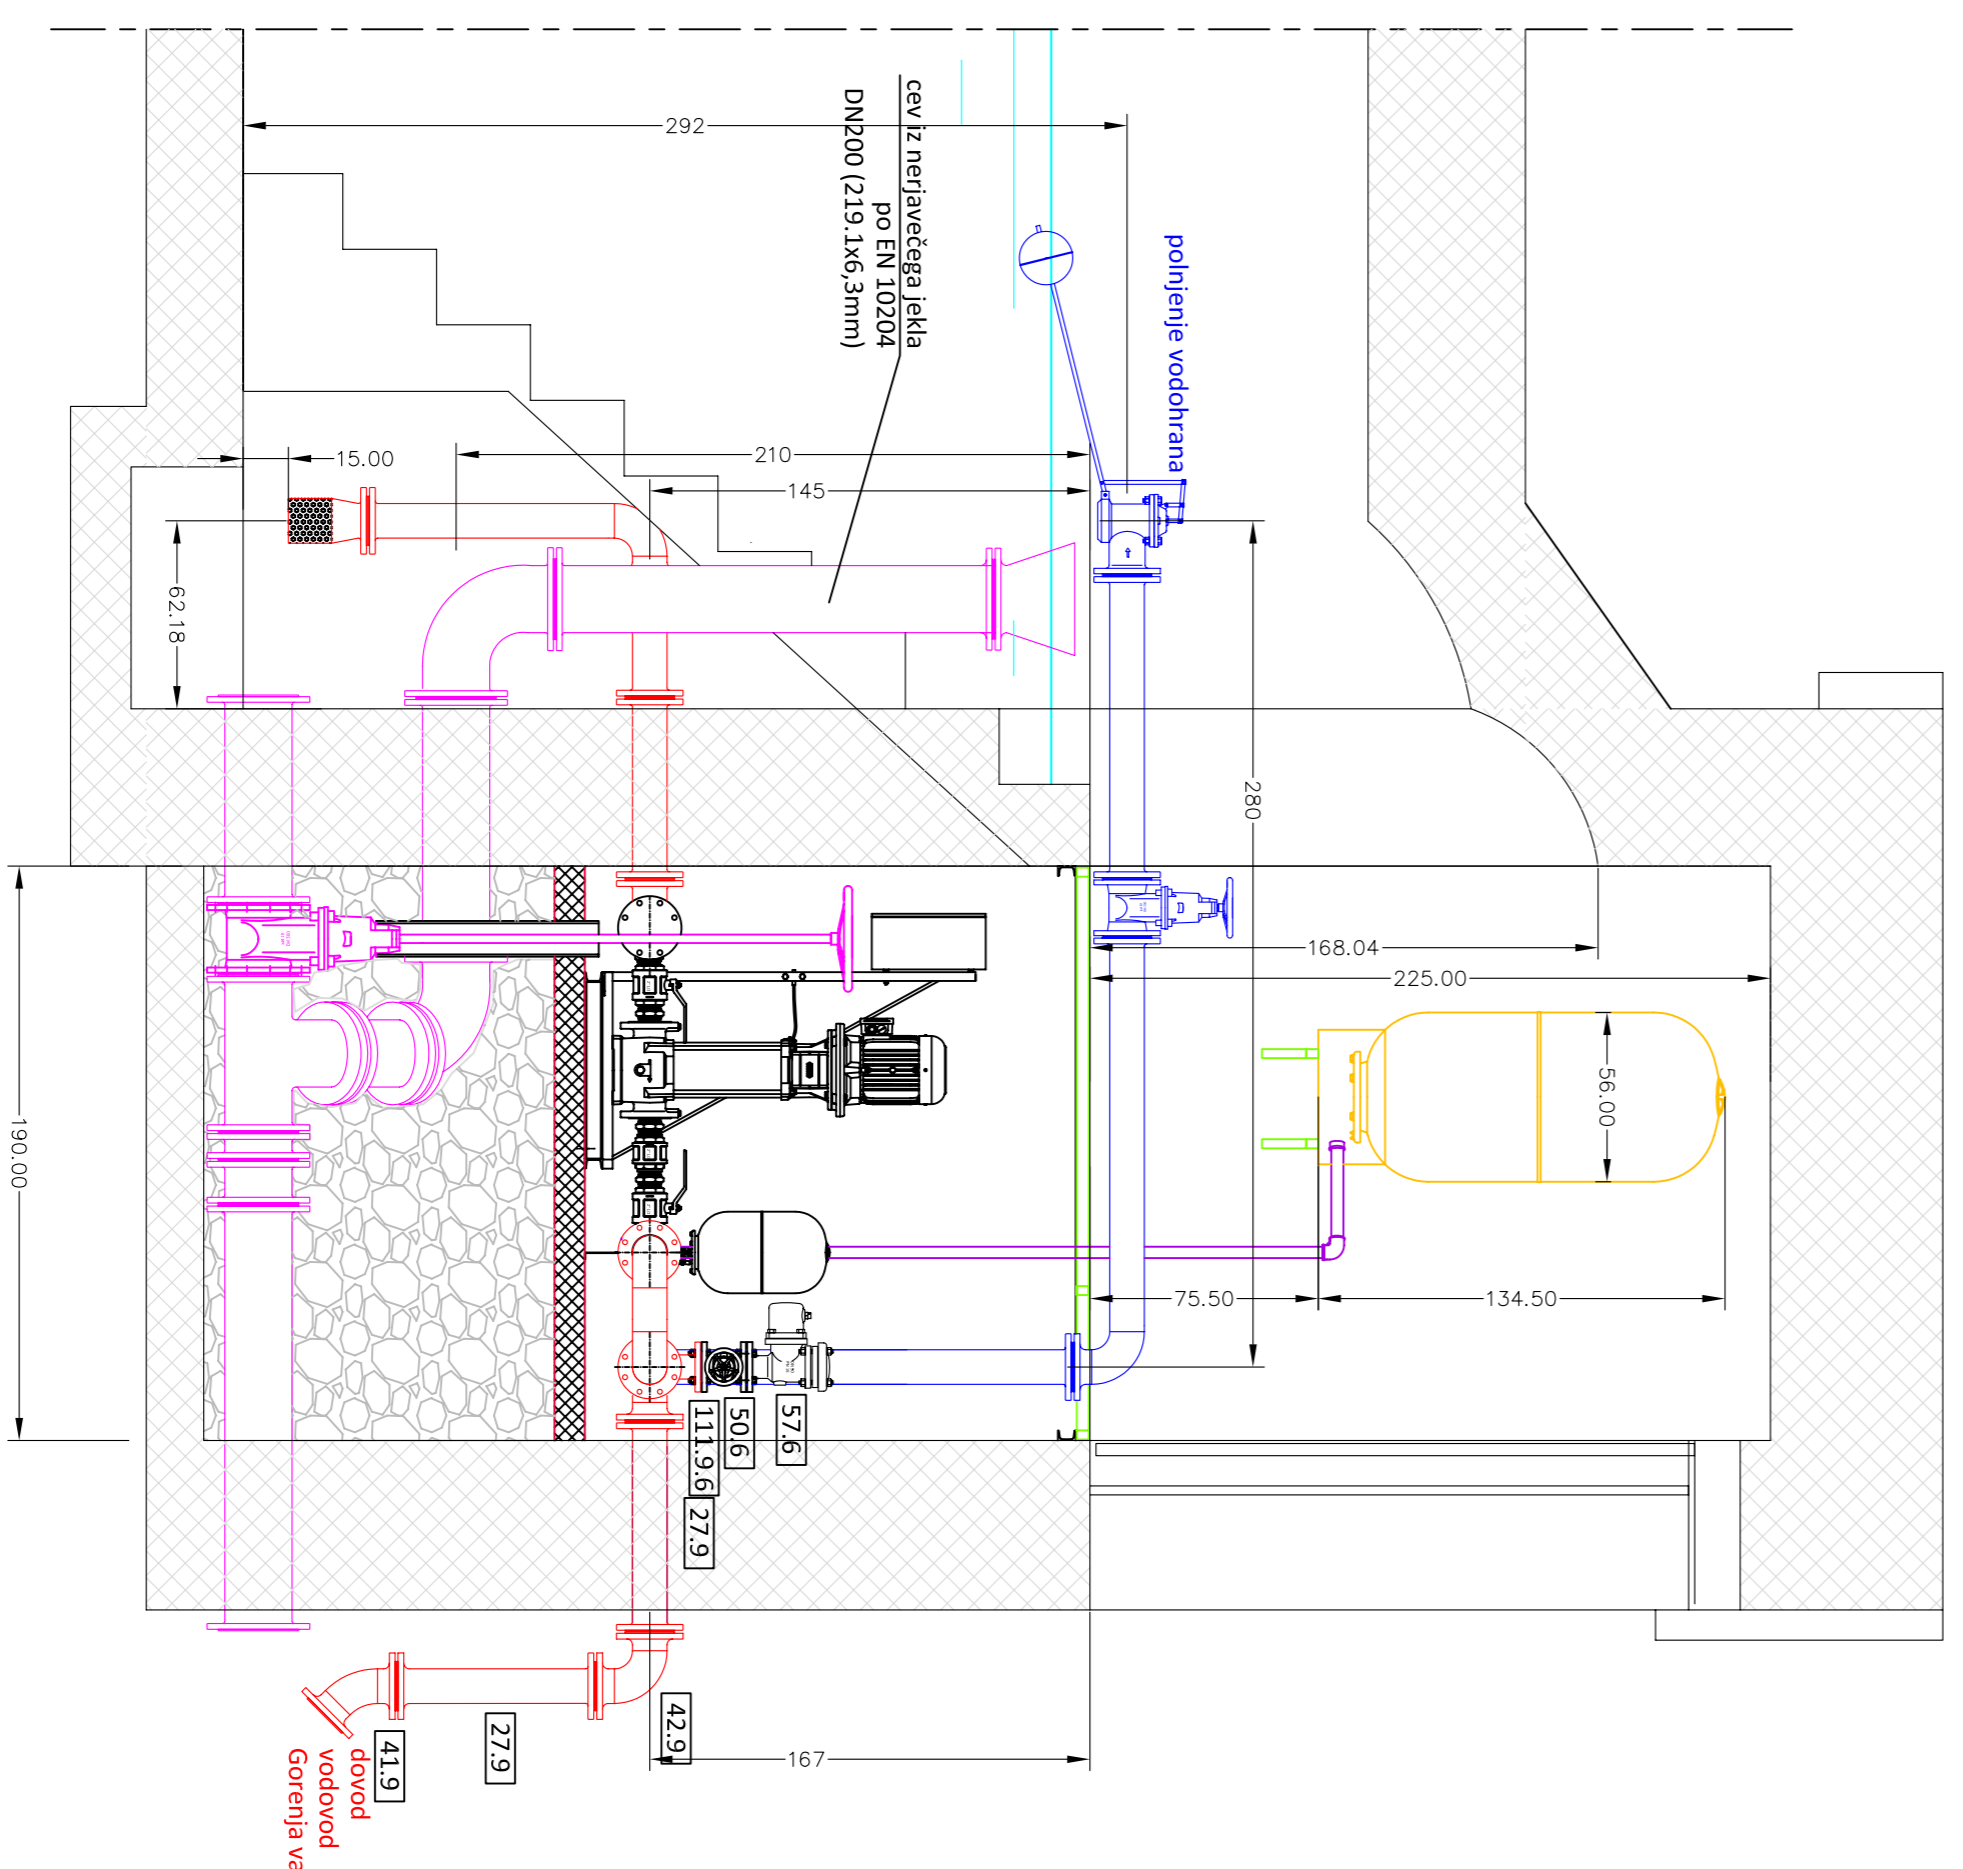 292
cev iz nerjavečega jekla
po EN 10204
DN200 (219.1x6,3mm)
polnjenje vodohrana
15.00
210
145
62.18
280
168.04
225.00
56.00
75.50
134.50
190.00
57.6
50.6
111.9.6
27.9
42.9
27.9
41.9
167
dovod
vodovod
Gorenja va